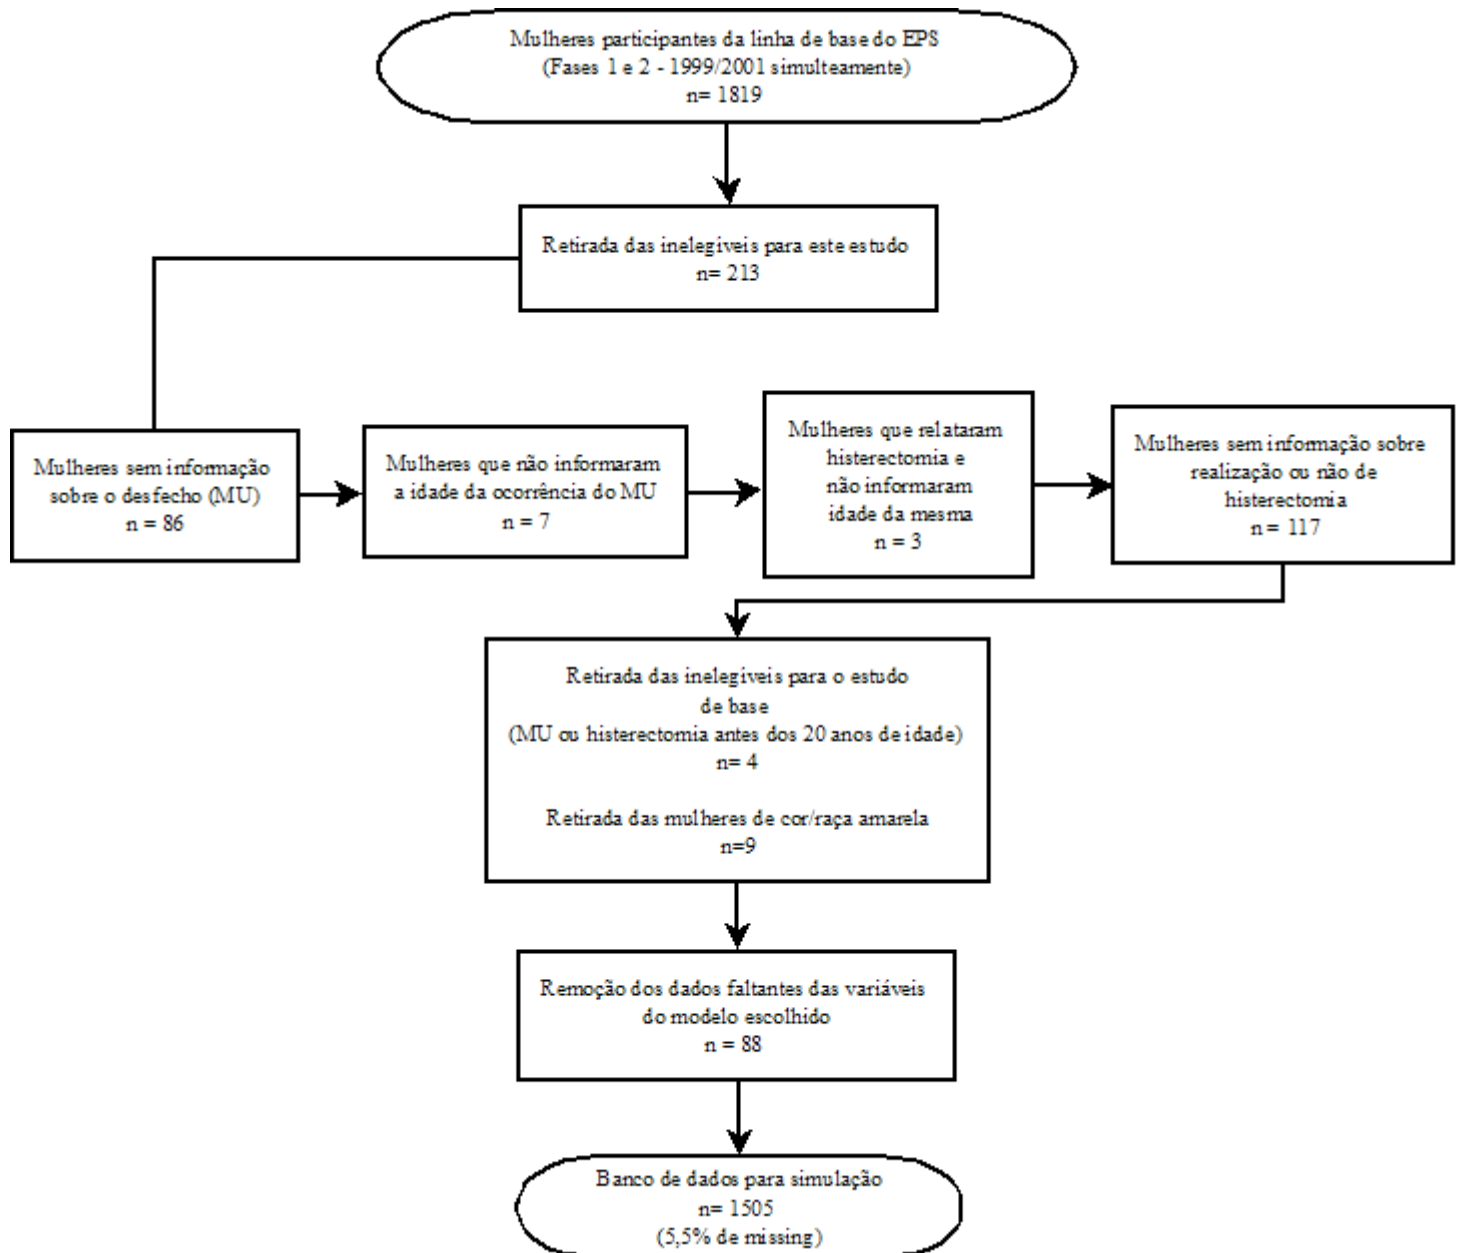 Mulheres participantes da linha de base do EPS
(Fases 1 e 2 - 1999/2001 simulteamente)
n= 1819
Retirada das inelegíveis para este estudo
n= 213
Mulheres sem informação
sobre o desfecho (MU)
n = 86
Mulheres que não informaram
a idade da ocorrência do MU
n = 7
Mulheres que relataram
histerectomia e
não informaram
idade da mesma
n = 3
Mulheres sem informação sobre
realização ou não de
histerectomia
n = 117
Retirada das inelegíveis para o estudo
de base
(MU ou histerectomia antes dos 20 anos de idade)
n= 4
Retirada das mulheres de cor/raça amarela
n=9
Remoção dos dados faltantes das variáveis
do modelo escolhido
n = 88
Banco de dados para simulação
n= 1505
(5,5% de missing)